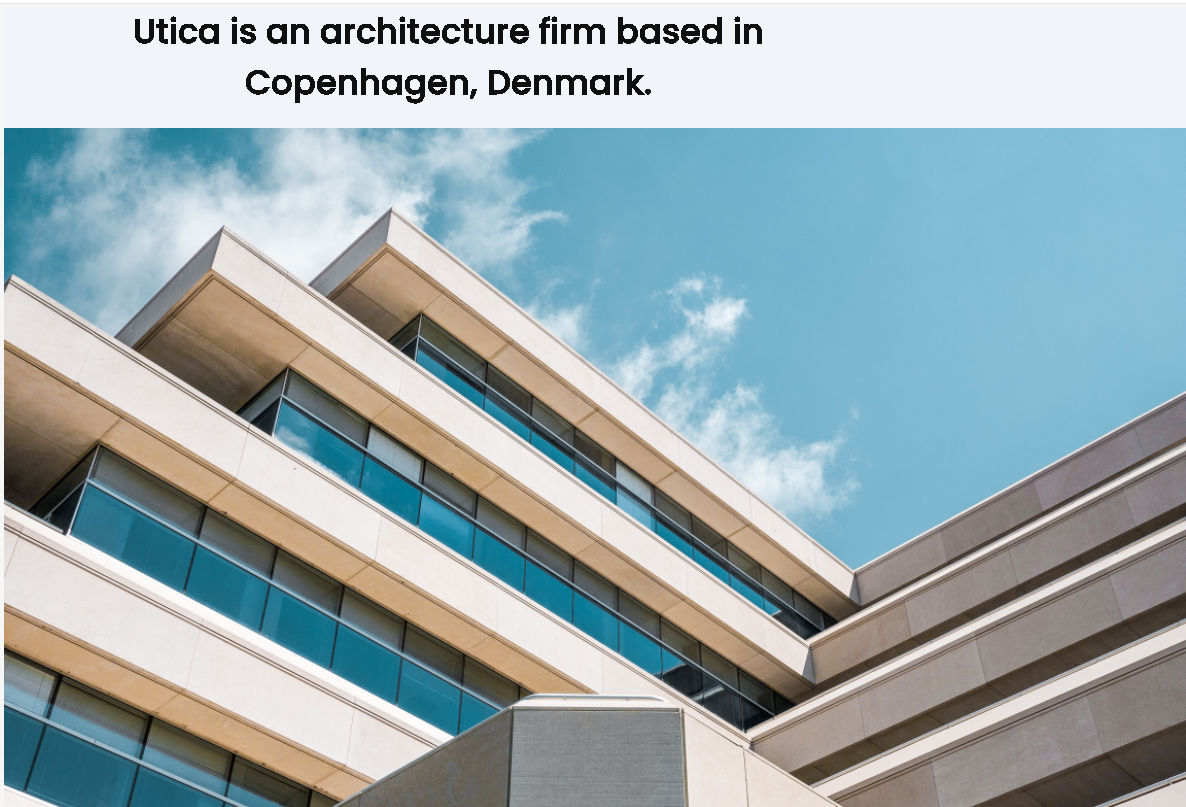 Utica is an architecture firm based in
Copenhagen, Denmark.